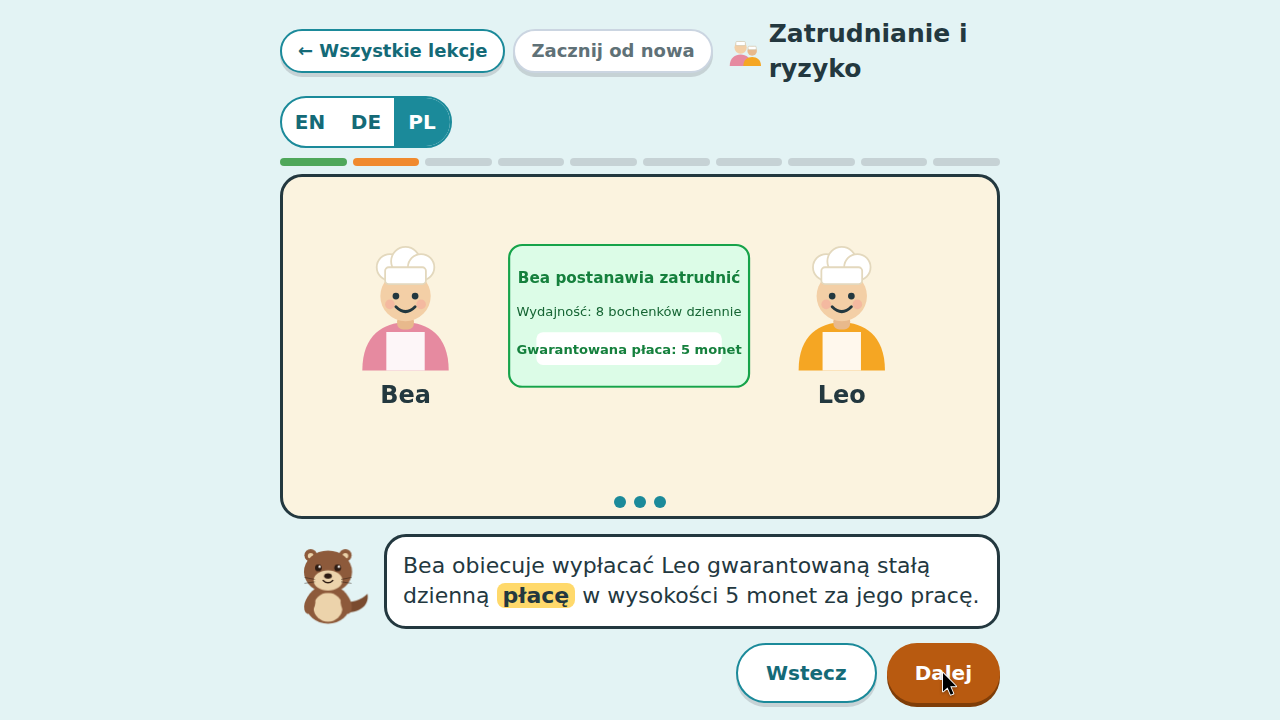 ← Wszystkie lekcje
Zacznij od nowa
Zatrudnianie i
ryzyko
EN DE PL
Bea postanawia zatrudnić
Wydajność: 8 bochenków dziennie
Gwarantowana płaca: 5 monet
Bea
Leo
Bea obiecuje wypłacać Leo gwarantowaną stałą
dzienną płacę w wysokości 5 monet za jego pracę.
Wstecz
Dalej